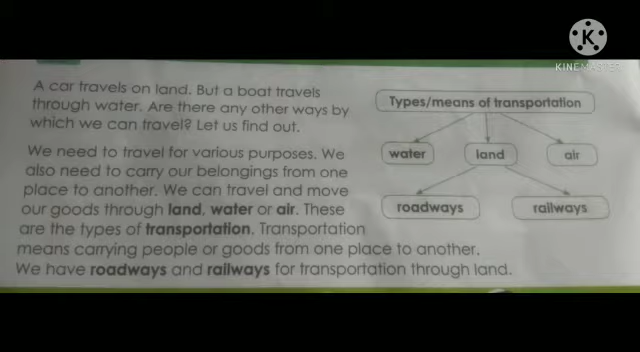 K
KINEMASTER
A car travels on land. But a boat travels
through water. Are there any other ways by
which we can travel? Let us find out.
We need to travel for various purposes. We
also need to carry our belongings from one
place to another. We can travel and move
our goods through land, water or air. These
are the types of transportation. Transportation
means carrying people or goods from one place to another.
We have roadways and railways for transportation through land.
Types/means of transportation
water land air
roadways railways